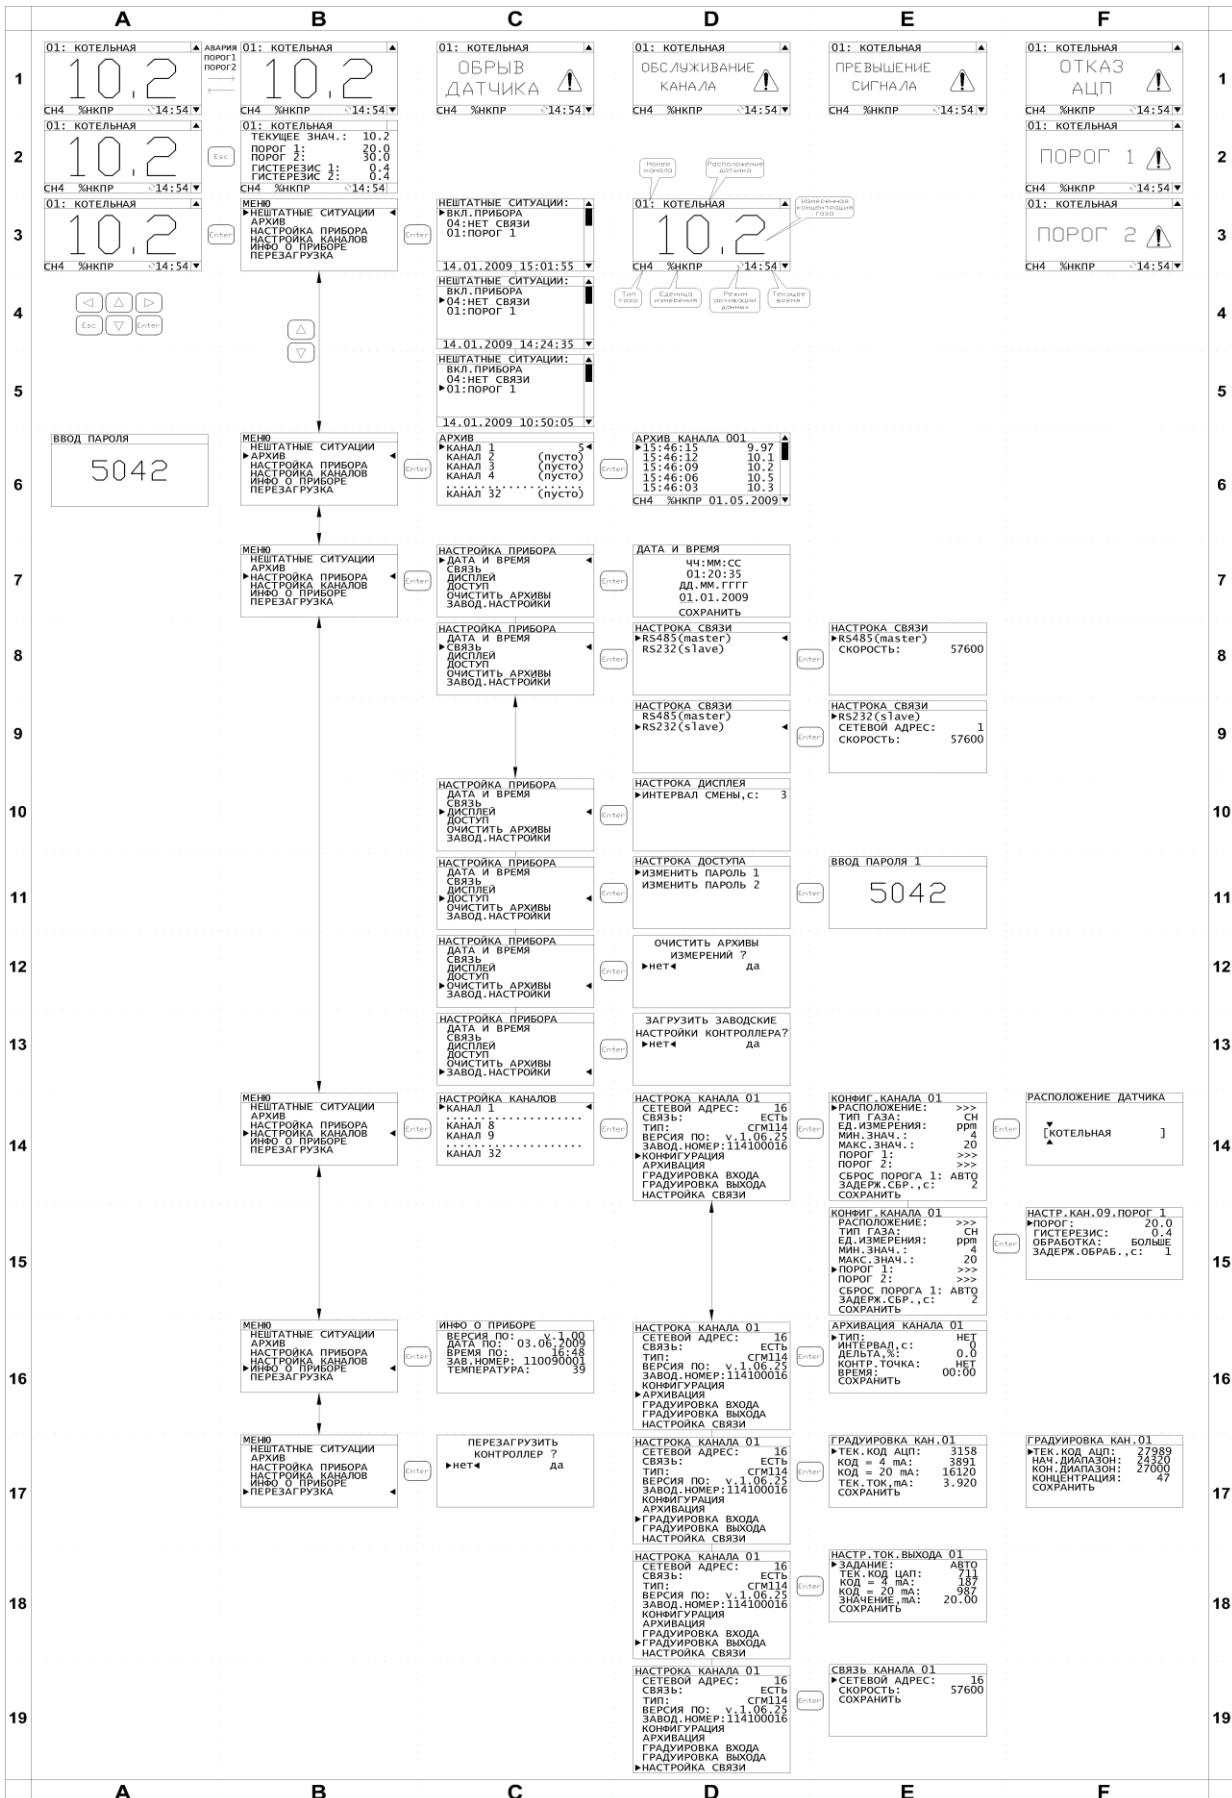 A B C D E F
1
01: КОТЕЛЬНАЯ
10.2
CH4 %НКПР 14:54
АВАРИЯ
ПОРОГ1
ПОРОГ2
01: КОТЕЛЬНАЯ
10.2
CH4 %НКПР 14:54
01: КОТЕЛЬНАЯ
ОБРЫВ
ДАТЧИКА
CH4 %НКПР 14:54
01: КОТЕЛЬНАЯ
ОБСЛУЖИВАНИЕ
КАНАЛА
CH4 %НКПР 14:54
01: КОТЕЛЬНАЯ
ПРЕВЫШЕНИЕ
СИГНАЛА
CH4 %НКПР 14:54
01: КОТЕЛЬНАЯ
ОТКАЗ
АЦП
CH4 %НКПР 14:54
1
2
01: КОТЕЛЬНАЯ
10.2
CH4 %НКПР 14:54
Esc
01: КОТЕЛЬНАЯ
ТЕКУЩЕЕ ЗНАЧ.: 10.2
ПОРОГ 1: 20.0
ПОРОГ 2: 30.0
ГИСТЕРЕЗИС 1: 0.4
ГИСТЕРЕЗИС 2: 0.4
CH4 %НКПР 14:54
01: КОТЕЛЬНАЯ
ПОРОГ 1
CH4 %НКПР 14:54
2
3
01: КОТЕЛЬНАЯ
10.2
CH4 %НКПР 14:54
Enter
МЕНЮ
НЕШТАТНЫЕ СИТУАЦИИ
АРХИВ
НАСТРОЙКА ПРИБОРА
НАСТРОЙКА КАНАЛОВ
ИНФО О ПРИБОРЕ
ПЕРЕЗАГРУЗКА
Enter
НЕШТАТНЫЕ СИТУАЦИИ:
ВКЛ.ПРИБОРА
04:НЕТ СВЯЗИ
01:ПОРОГ 1
14.01.2009 15:01:55
Номер
канала
Расположение
датчика
01: КОТЕЛЬНАЯ
10.2
CH4 %НКПР 14:54
Измеренная
концентрация
газа
Тип
газа
Еденица
измерения
Режим
архивации
данных
Текущее
время
01: КОТЕЛЬНАЯ
ПОРОГ 2
CH4 %НКПР 14:54
3
4
Esc Enter
НЕШТАТНЫЕ СИТУАЦИИ:
ВКЛ.ПРИБОРА
04:НЕТ СВЯЗИ
01:ПОРОГ 1
14.01.2009 14:24:35
4
5
НЕШТАТНЫЕ СИТУАЦИИ:
ВКЛ.ПРИБОРА
04:НЕТ СВЯЗИ
01:ПОРОГ 1
14.01.2009 10:50:05
5
6
ВВОД ПАРОЛЯ
5042
МЕНЮ
НЕШТАТНЫЕ СИТУАЦИИ
АРХИВ
НАСТРОЙКА ПРИБОРА
НАСТРОЙКА КАНАЛОВ
ИНФО О ПРИБОРЕ
ПЕРЕЗАГРУЗКА
Enter
АРХИВ
КАНАЛ 1 5
КАНАЛ 2 (пусто)
КАНАЛ 3 (пусто)
КАНАЛ 4 (пусто)
....................
КАНАЛ 32 (пусто)
Enter
АРХИВ КАНАЛА 001
15:46:15 9.97
15:46:12 10.1
15:46:09 10.2
15:46:06 10.5
15:46:03 10.3
CH4 %НКПР 01.05.2009
6
7
МЕНЮ
НЕШТАТНЫЕ СИТУАЦИИ
АРХИВ
НАСТРОЙКА ПРИБОРА
НАСТРОЙКА КАНАЛОВ
ИНФО О ПРИБОРЕ
ПЕРЕЗАГРУЗКА
Enter
НАСТРОЙКА ПРИБОРА
ДАТА И ВРЕМЯ
СВЯЗЬ
ДИСПЛЕЙ
ДОСТУП
ОЧИСТИТЬ АРХИВЫ
ЗАВОД.НАСТРОЙКИ
Enter
ДАТА И ВРЕМЯ
ЧЧ:ММ:СС
01:20:35
ДД.ММ.ГГГГ
01.01.2009
СОХРАНИТЬ
7
8
НАСТРОЙКА ПРИБОРА
ДАТА И ВРЕМЯ
СВЯЗЬ
ДИСПЛЕЙ
ДОСТУП
ОЧИСТИТЬ АРХИВЫ
ЗАВОД.НАСТРОЙКИ
Enter
НАСТРОКА СВЯЗИ
RS485(master)
RS232(slave)
Enter
НАСТРОКА СВЯЗИ
RS485(master)
СКОРОСТЬ: 57600
8
9
НАСТРОКА СВЯЗИ
RS485(master)
RS232(slave)
Enter
НАСТРОКА СВЯЗИ
RS232(slave)
СЕТЕВОЙ АДРЕС: 1
СКОРОСТЬ: 57600
9
10
НАСТРОЙКА ПРИБОРА
ДАТА И ВРЕМЯ
СВЯЗЬ
ДИСПЛЕЙ
ДОСТУП
ОЧИСТИТЬ АРХИВЫ
ЗАВОД.НАСТРОЙКИ
Enter
НАСТРОКА ДИСПЛЕЯ
ИНТЕРВАЛ СМЕНЫ,с: 3
10
11
НАСТРОЙКА ПРИБОРА
ДАТА И ВРЕМЯ
СВЯЗЬ
ДИСПЛЕЙ
ДОСТУП
ОЧИСТИТЬ АРХИВЫ
ЗАВОД.НАСТРОЙКИ
Enter
НАСТРОКА ДОСТУПА
ИЗМЕНИТЬ ПАРОЛЬ 1
ИЗМЕНИТЬ ПАРОЛЬ 2
Enter
ВВОД ПАРОЛЯ 1
5042
11
12
НАСТРОЙКА ПРИБОРА
ДАТА И ВРЕМЯ
СВЯЗЬ
ДИСПЛЕЙ
ДОСТУП
ОЧИСТИТЬ АРХИВЫ
ЗАВОД.НАСТРОЙКИ
Enter
ОЧИСТИТЬ АРХИВЫ
ИЗМЕРЕНИЙ ?
нет да
12
13
НАСТРОЙКА ПРИБОРА
ДАТА И ВРЕМЯ
СВЯЗЬ
ДИСПЛЕЙ
ДОСТУП
ОЧИСТИТЬ АРХИВЫ
ЗАВОД.НАСТРОЙКИ
Enter
ЗАГРУЗИТЬ ЗАВОДСКИЕ
НАСТРОЙКИ КОНТРОЛЛЕРА?
нет да
13
14
МЕНЮ
НЕШТАТНЫЕ СИТУАЦИИ
АРХИВ
НАСТРОЙКА ПРИБОРА
НАСТРОЙКА КАНАЛОВ
ИНФО О ПРИБОРЕ
ПЕРЕЗАГРУЗКА
Enter
НАСТРОЙКА КАНАЛОВ
КАНАЛ 1
....................
КАНАЛ 8
КАНАЛ 9
....................
КАНАЛ 32
Enter
НАСТРОКА КАНАЛА 01
СЕТЕВОЙ АДРЕС: 16
СВЯЗЬ: ЕСТЬ
ТИП: СГМ114
ВЕРСИЯ ПО: v.1.06.25
ЗАВОД.НОМЕР:114100016
КОНФИГУРАЦИЯ
АРХИВАЦИЯ
ГРАДУИРОВКА ВХОДА
ГРАДУИРОВКА ВЫХОДА
НАСТРОЙКА СВЯЗИ
Enter
КОНФИГ.КАНАЛА 01
РАСПОЛОЖЕНИЕ: >>>
ТИП ГАЗА: CH
ЕД.ИЗМЕРЕНИЯ: ppm
МИН.ЗНАЧ.: 4
МАКС.ЗНАЧ.: 20
ПОРОГ 1: >>>
ПОРОГ 2: >>>
СБРОС ПОРОГА 1: АВТО
ЗАДЕРЖ.СБР.,с: 2
СОХРАНИТЬ
Enter
РАСПОЛОЖЕНИЕ ДАТЧИКА
[КОТЕЛЬНАЯ ]
14
15
КОНФИГ.КАНАЛА 01
РАСПОЛОЖЕНИЕ: >>>
ТИП ГАЗА: CH
ЕД.ИЗМЕРЕНИЯ: ppm
МИН.ЗНАЧ.: 4
МАКС.ЗНАЧ.: 20
ПОРОГ 1: >>>
ПОРОГ 2: >>>
СБРОС ПОРОГА 1: АВТО
ЗАДЕРЖ.СБР.,с: 2
СОХРАНИТЬ
Enter
НАСТР.КАН.09.ПОРОГ 1
ПОРОГ: 20.0
ГИСТЕРЕЗИС: 0.4
ОБРАБОТКА: БОЛЬШЕ
ЗАДЕРЖ.ОБРАБ.,с: 1
15
16
МЕНЮ
НЕШТАТНЫЕ СИТУАЦИИ
АРХИВ
НАСТРОЙКА ПРИБОРА
НАСТРОЙКА КАНАЛОВ
ИНФО О ПРИБОРЕ
ПЕРЕЗАГРУЗКА
Enter
ИНФО О ПРИБОРЕ
ВЕРСИЯ ПО: v.1.00
ДАТА ПО: 03.06.2009
ВРЕМЯ ПО: 16:48
ЗАВ.НОМЕР: 110090001
ТЕМПЕРАТУРА: 39
НАСТРОКА КАНАЛА 01
СЕТЕВОЙ АДРЕС: 16
СВЯЗЬ: ЕСТЬ
ТИП: СГМ114
ВЕРСИЯ ПО: v.1.06.25
ЗАВОД.НОМЕР:114100016
КОНФИГУРАЦИЯ
АРХИВАЦИЯ
ГРАДУИРОВКА ВХОДА
ГРАДУИРОВКА ВЫХОДА
НАСТРОЙКА СВЯЗИ
Enter
АРХИВАЦИЯ КАНАЛА 01
ТИП: НЕТ
ИНТЕРВАЛ,с: 0
ДЕЛЬТА,%: 0.0
КОНТР.ТОЧКА: НЕТ
ВРЕМЯ: 00:00
СОХРАНИТЬ
16
17
МЕНЮ
НЕШТАТНЫЕ СИТУАЦИИ
АРХИВ
НАСТРОЙКА ПРИБОРА
НАСТРОЙКА КАНАЛОВ
ИНФО О ПРИБОРЕ
ПЕРЕЗАГРУЗКА
Enter
ПЕРЕЗАГРУЗИТЬ
КОНТРОЛЛЕР ?
нет да
НАСТРОКА КАНАЛА 01
СЕТЕВОЙ АДРЕС: 16
СВЯЗЬ: ЕСТЬ
ТИП: СГМ114
ВЕРСИЯ ПО: v.1.06.25
ЗАВОД.НОМЕР:114100016
КОНФИГУРАЦИЯ
АРХИВАЦИЯ
ГРАДУИРОВКА ВХОДА
ГРАДУИРОВКА ВЫХОДА
НАСТРОЙКА СВЯЗИ
Enter
ГРАДУИРОВКА КАН.01
ТЕК.КОД АЦП: 3158
КОД = 4 mA: 3891
КОД = 20 mA: 16120
ТЕК.ТОК,mA: 3.920
СОХРАНИТЬ
ГРАДУИРОВКА КАН.01
ТЕК.КОД АЦП: 27989
НАЧ.ДИАПАЗОН: 24320
КОН.ДИАПАЗОН: 27000
КОНЦЕНТРАЦИЯ: 47
СОХРАНИТЬ
17
18
НАСТРОКА КАНАЛА 01
СЕТЕВОЙ АДРЕС: 16
СВЯЗЬ: ЕСТЬ
ТИП: СГМ114
ВЕРСИЯ ПО: v.1.06.25
ЗАВОД.НОМЕР:114100016
КОНФИГУРАЦИЯ
АРХИВАЦИЯ
ГРАДУИРОВКА ВХОДА
ГРАДУИРОВКА ВЫХОДА
НАСТРОЙКА СВЯЗИ
Enter
НАСТР.ТОК.ВЫХОДА 01
ЗАДАНИЕ: АВТО
ТЕК.КОД ЦАП: 711
КОД = 4 mA: 187
КОД = 20 mA: 987
ЗНАЧЕНИЕ,mA: 20.00
СОХРАНИТЬ
18
19
НАСТРОКА КАНАЛА 01
СЕТЕВОЙ АДРЕС: 16
СВЯЗЬ: ЕСТЬ
ТИП: СГМ114
ВЕРСИЯ ПО: v.1.06.25
ЗАВОД.НОМЕР:114100016
КОНФИГУРАЦИЯ
АРХИВАЦИЯ
ГРАДУИРОВКА ВХОДА
ГРАДУИРОВКА ВЫХОДА
НАСТРОЙКА СВЯЗИ
Enter
СВЯЗЬ КАНАЛА 01
СЕТЕВОЙ АДРЕС: 16
СКОРОСТЬ: 57600
СОХРАНИТЬ
19
A B C D E F